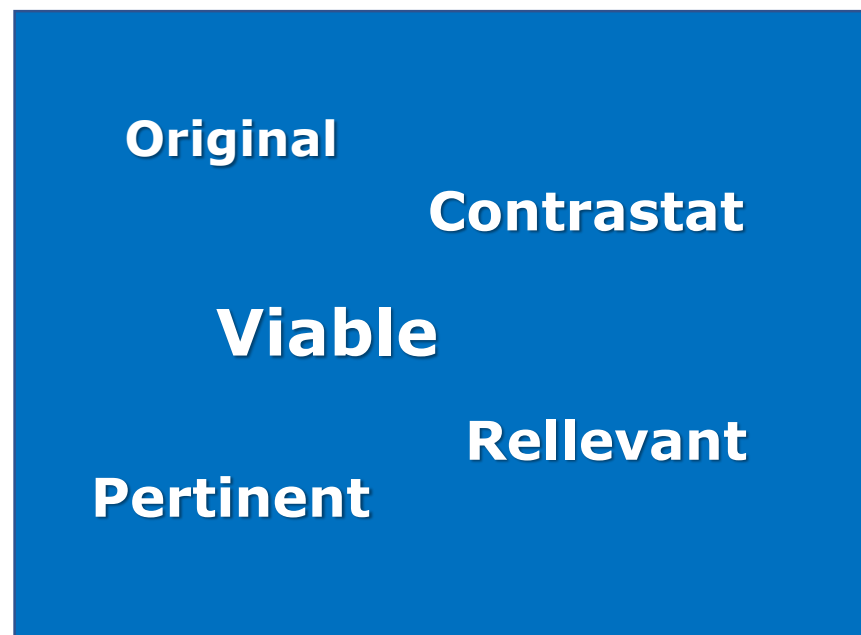 Original
Contrastat
Viable
Rellevant
Pertinent